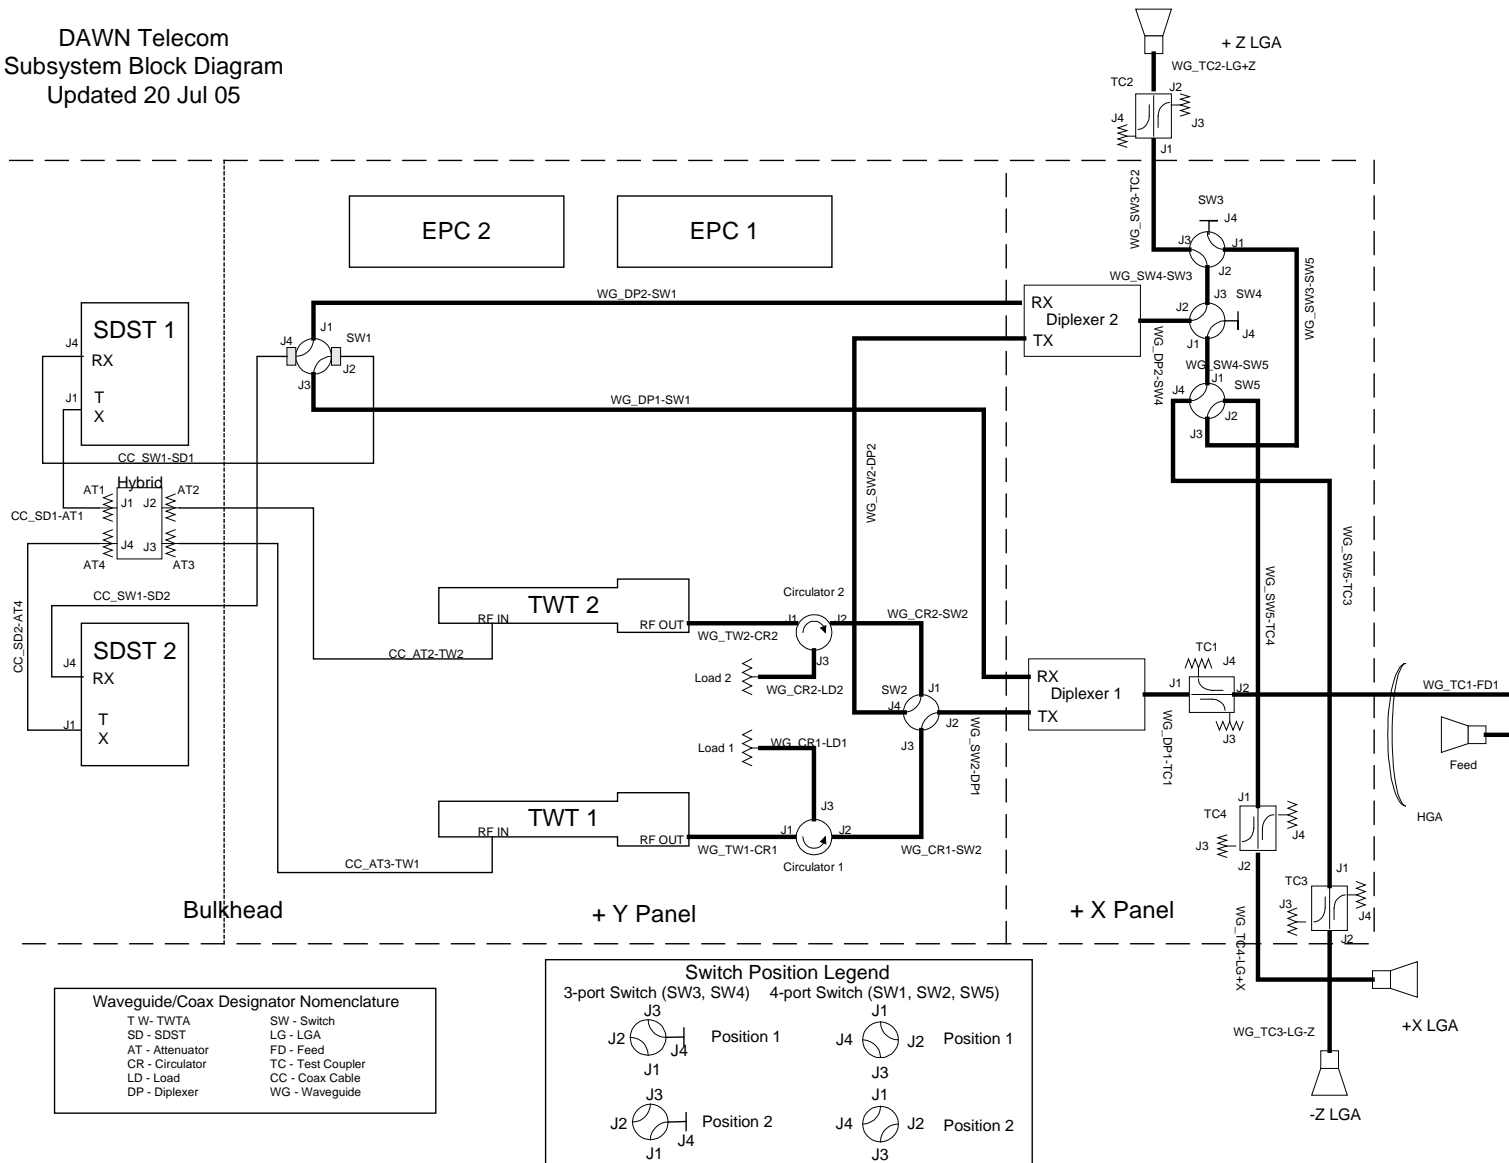 DAWN Telecom
Subsystem Block Diagram
Updated 20 Jul 05
+ Z LGA
WG_TC2-LG+Z
TC2
J2
J4
J3
J1
WG_SW3-TC2
SW3
J4
J3
J1
J2
WG_SW4-SW3
WG_SW3-SW5
EPC 2
EPC 1
WG_DP2-SW1
RX
Diplexer 2
TX
J3
SW4
J2
J1
J4
WG_DP2-SW4
WG_SW4-SW5
J1
J4
SW5
J2
J3
SDST 1
J4
RX
J1
T
X
J1
J4
SW1
J2
J3
WG_DP1-SW1
CC_SW1-SD1
Hybrid
AT1
AT2
J1
J2
CC_SD1-AT1
J4
J3
AT4
AT3
CC_SW1-SD2
CC_SD2-AT4
WG_SW2-DP2
WG_SW5-TC4
WG_SW5-TC3
SDST 2
J4
RX
J1
T
X
TWT 2
RF IN
RF OUT
CC_AT2-TW2
WG_TW2-CR2
Circulator 2
J1
J2
J3
WG_CR2-SW2
Load 2
WG_CR2-LD2
SW2
J1
J4
J2
J3
WG_SW2-DP1
Load 1
WG_CR1-LD1
RX
Diplexer 1
TX
J1
TC1
J4
J2
J3
WG_DP1-TC1
WG_TC1-FD1
Feed
HGA
TWT 1
RF IN
RF OUT
CC_AT3-TW1
WG_TW1-CR1
J3
J1
J2
Circulator 1
WG_CR1-SW2
J1
TC4
J4
J3
J2
J1
TC3
J3
J4
J2
WG_TC4-LG+X
Bulkhead
+ Y Panel
+ X Panel
+X LGA
WG_TC3-LG-Z
-Z LGA
Waveguide/Coax Designator Nomenclature
T W- TWTA
SW - Switch
SD - SDST
LG - LGA
AT - Attenuator
FD - Feed
CR - Circulator
TC - Test Coupler
LD - Load
CC - Coax Cable
DP - Diplexer
WG - Waveguide
Switch Position Legend
3-port Switch (SW3, SW4)
4-port Switch (SW1, SW2, SW5)
J3
J2
J4
J1
Position 1
J1
J4
J2
J3
Position 1
J3
J2
J4
J1
Position 2
J1
J4
J2
J3
Position 2